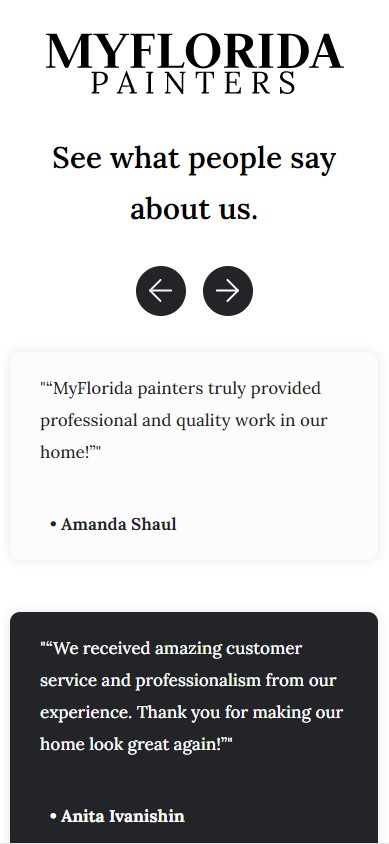 MYFLORIDA
PAINTERS
See what people say
about us.
"“MyFlorida painters truly provided
professional and quality work in our
home!”"
• Amanda Shaul
"“We received amazing customer
service and professionalism from our
experience. Thank you for making our
home look great again!”"
• Anita Ivanishin